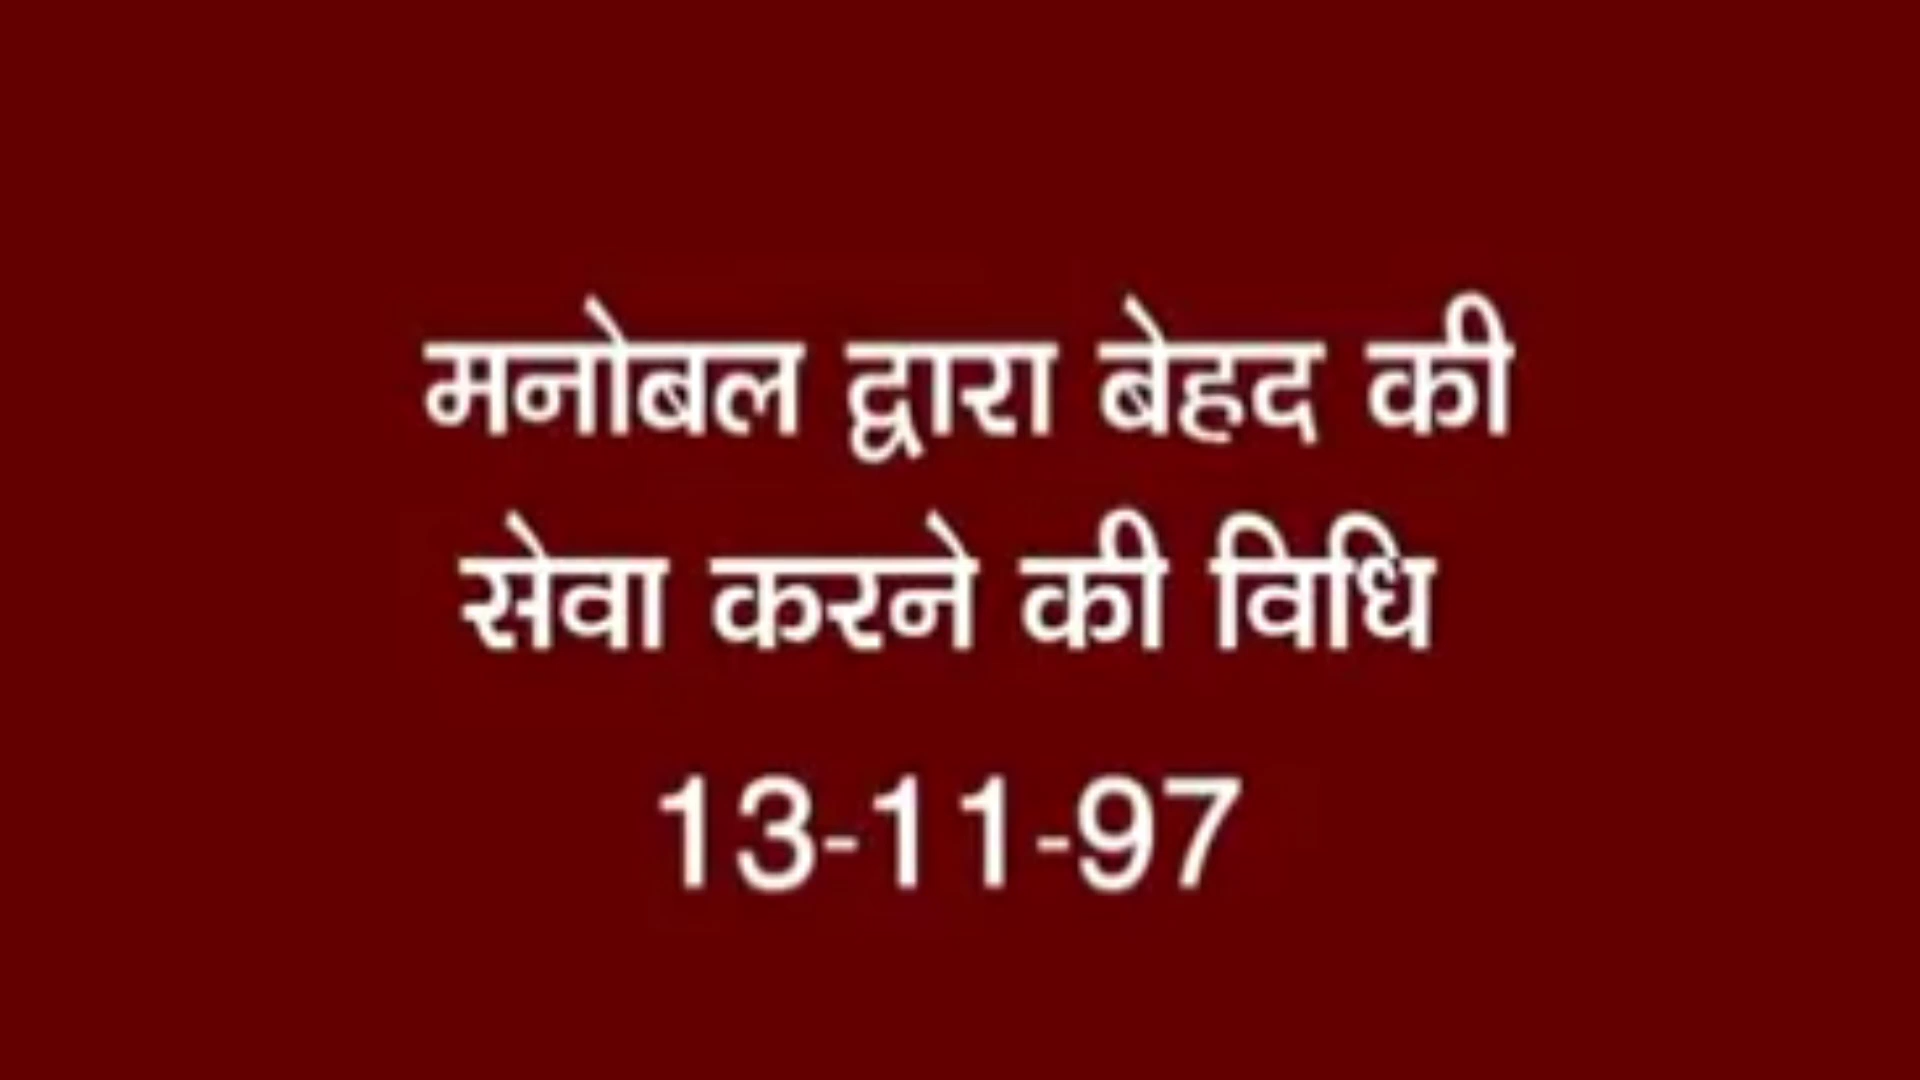 मनोबल द्वारा बेहद की
सेवा करने की विधि
13-11-97